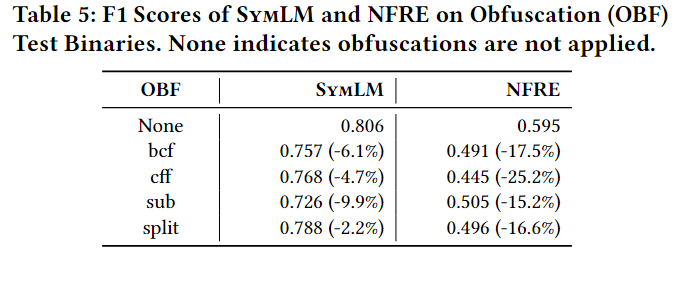 Table 5: F1 Scores of SYMLM and NFRE on Obfuscation (OBF)
Test Binaries. None indicates obfuscations are not applied.
OBF SYMLM NFRE
None 0.806 0.595
bcf 0.757 (-6.1%) 0.491 (-17.5%)
cff 0.768 (-4.7%) 0.445 (-25.2%)
sub 0.726 (-9.9%) 0.505 (-15.2%)
split 0.788 (-2.2%) 0.496 (-16.6%)